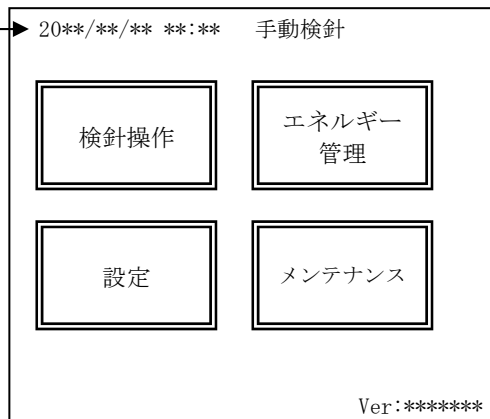 20**/**/** **:** 手動検針
検針操作
エネルギー
管理
設定
メンテナンス
Ver:*******